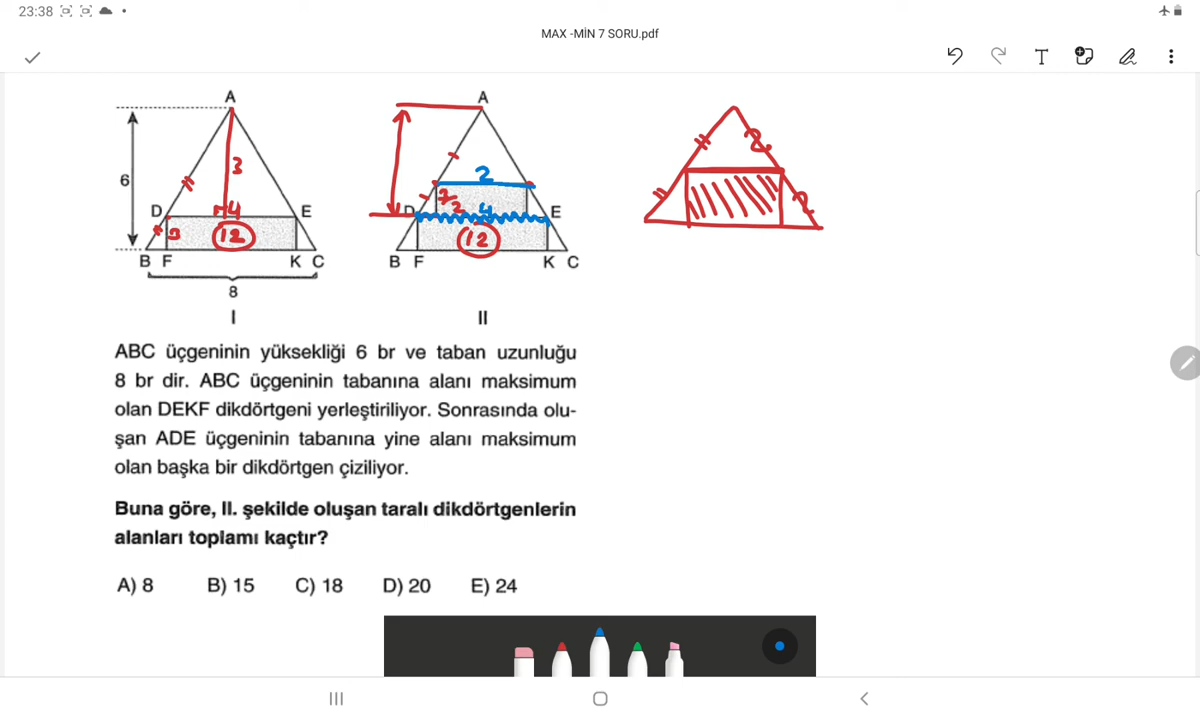 23:38
MAX -MİN 7 SORU.pdf
T
A
6
3
D
4
E
3
12
B F
K C
8
I
A
2
3
2
D
4
E
12
B F
K C
II
ABC üçgeninin yüksekliği 6 br ve taban uzunluğu
8 br dir. ABC üçgeninin tabanına alanı maksimum
olan DEKF dikdörtgeni yerleştiriliyor. Sonrasında olu-
şan ADE üçgeninin tabanına yine alanı maksimum
olan başka bir dikdörtgen çiziliyor.
Buna göre, II. şekilde oluşan taralı dikdörtgenlerin
alanları toplamı kaçtır?
A) 8 B) 15 C) 18 D) 20 E) 24